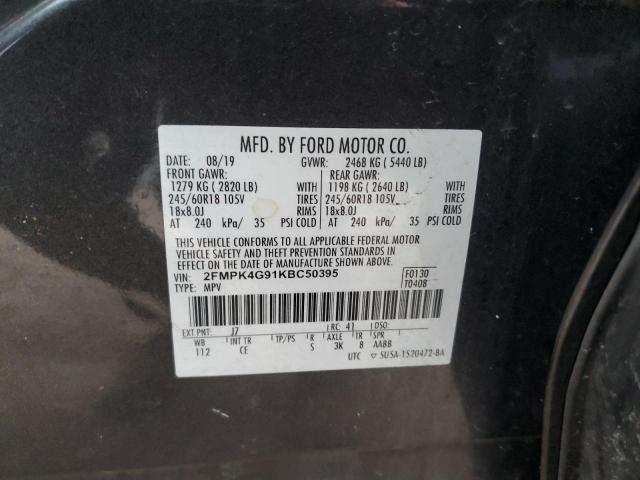 MFD. BY FORD MOTOR CO.
DATE: 08/19 GVWR: 2468 KG ( 5440 LB)
FRONT GAWR: REAR GAWR:
1279 KG ( 2820 LB) WITH 1198 KG ( 2640 LB) WITH
245/60R18 105V TIRES 245/60R18 105V TIRES
18x8.0J RIMS 18x8.0J RIMS
AT 240 kPa/ 35 PSI COLD AT 240 kPa/ 35 PSI COLD
THIS VEHICLE CONFORMS TO ALL APPLICABLE FEDERAL MOTOR
VEHICLE SAFETY AND THEFT PREVENTION STANDARDS IN
EFFECT ON THE DATE OF MANUFACTURE SHOWN ABOVE.
VIN: 2FMPK4G91KBC50395 F0130
TYPE: MPV T0408
EXT PNT: J7 RC: 41 DSO:
WB INT TR TP/PS R AXLE TR SPR
112 CE S 3K 8 AABB
UTC ▽ 5U5A-1520472-BA